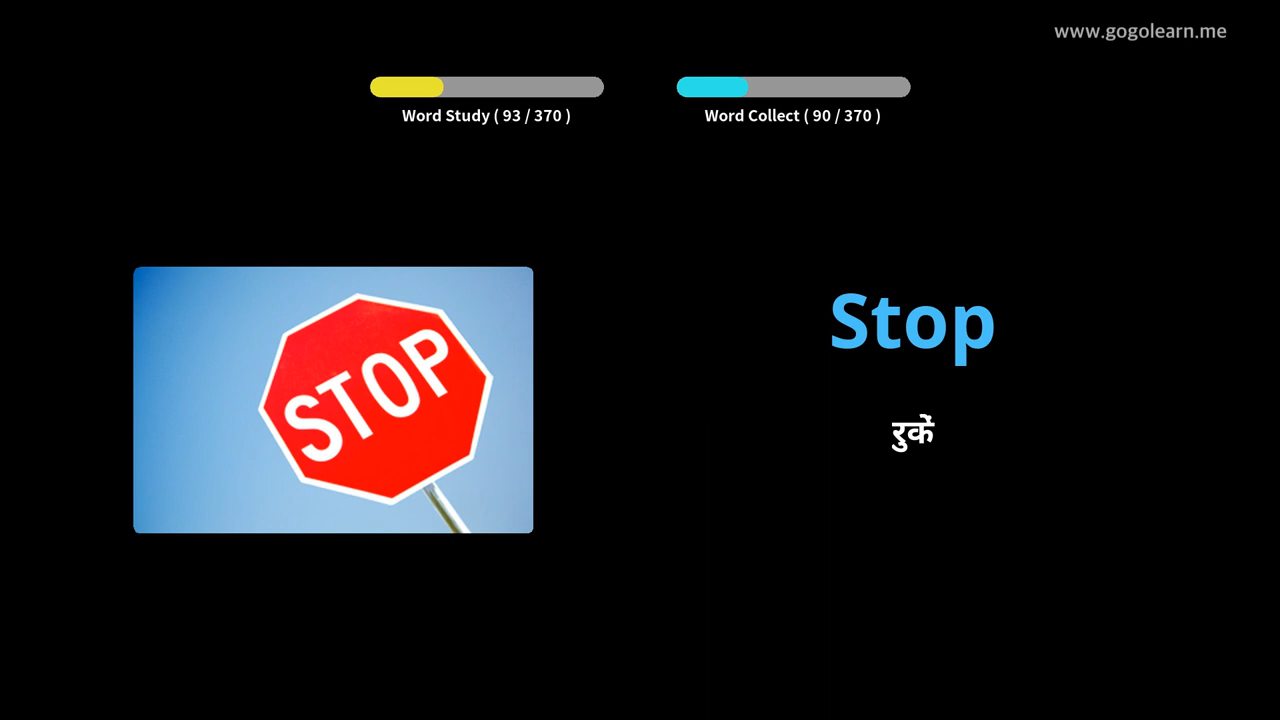 www.gogolearn.me
Word Study ( 93 / 370 )
Word Collect ( 90 / 370 )
STOP
Stop
रुकें